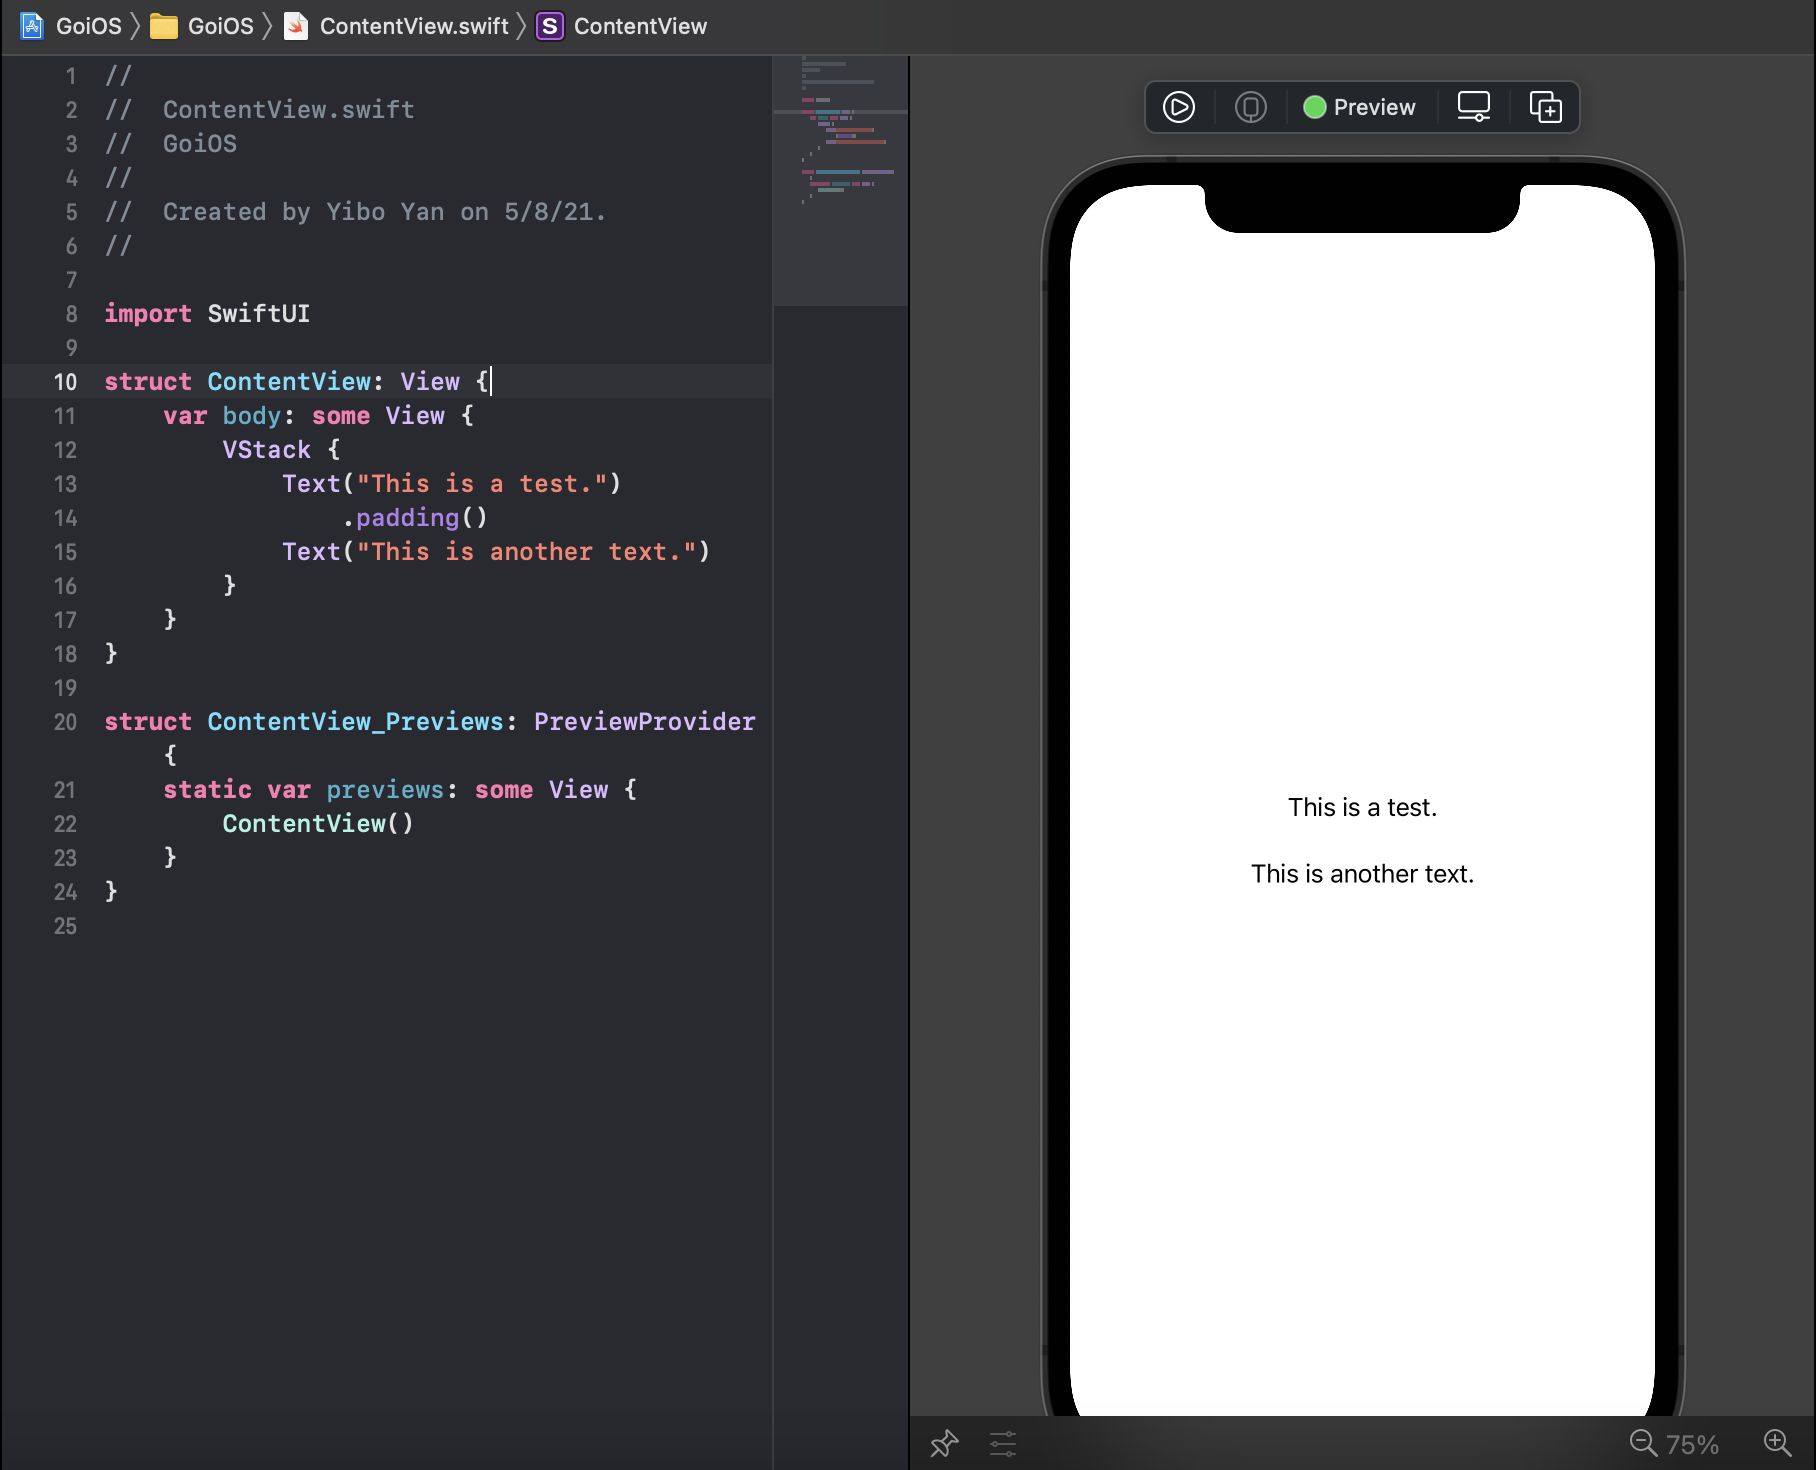 GoiOS GoiOS ContentView.swift S ContentView
1 //
2 //  ContentView.swift
3 //  GoiOS
4 //
5 //  Created by Yibo Yan on 5/8/21.
6 //
7
8 import SwiftUI
9
10 struct ContentView: View {
11     var body: some View {
12         VStack {
13             Text("This is a test.")
14                 .padding()
15             Text("This is another text.")
16         }
17     }
18 }
19
20 struct ContentView_Previews: PreviewProvider
    {
21     static var previews: some View {
22         ContentView()
23     }
24 }
25
Preview
This is a test.
This is another text.
75%